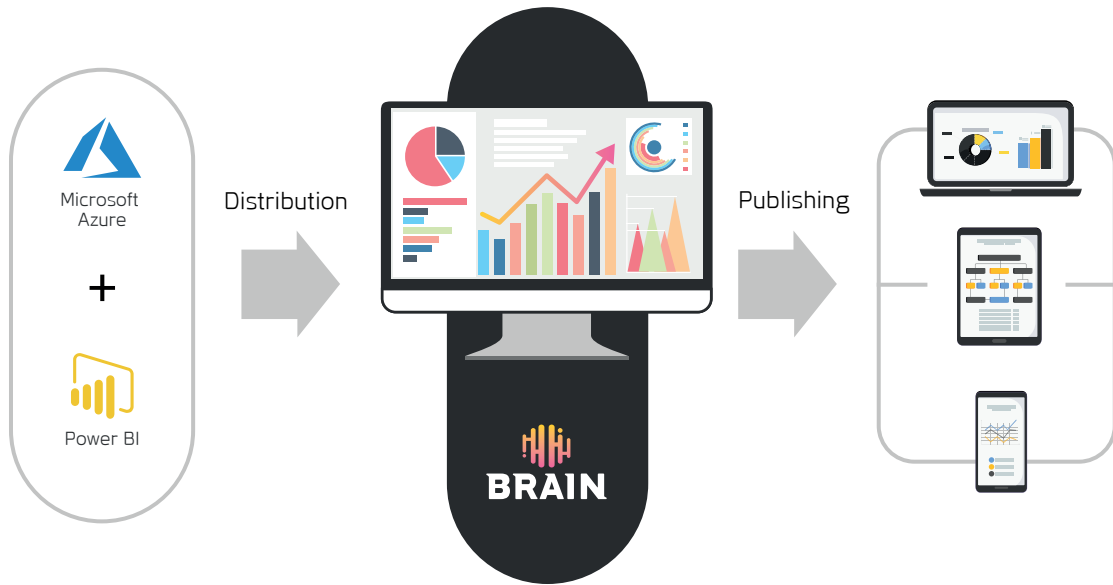 Microsoft
Azure
+
Power BI
Distribution
BRAIN
Publishing